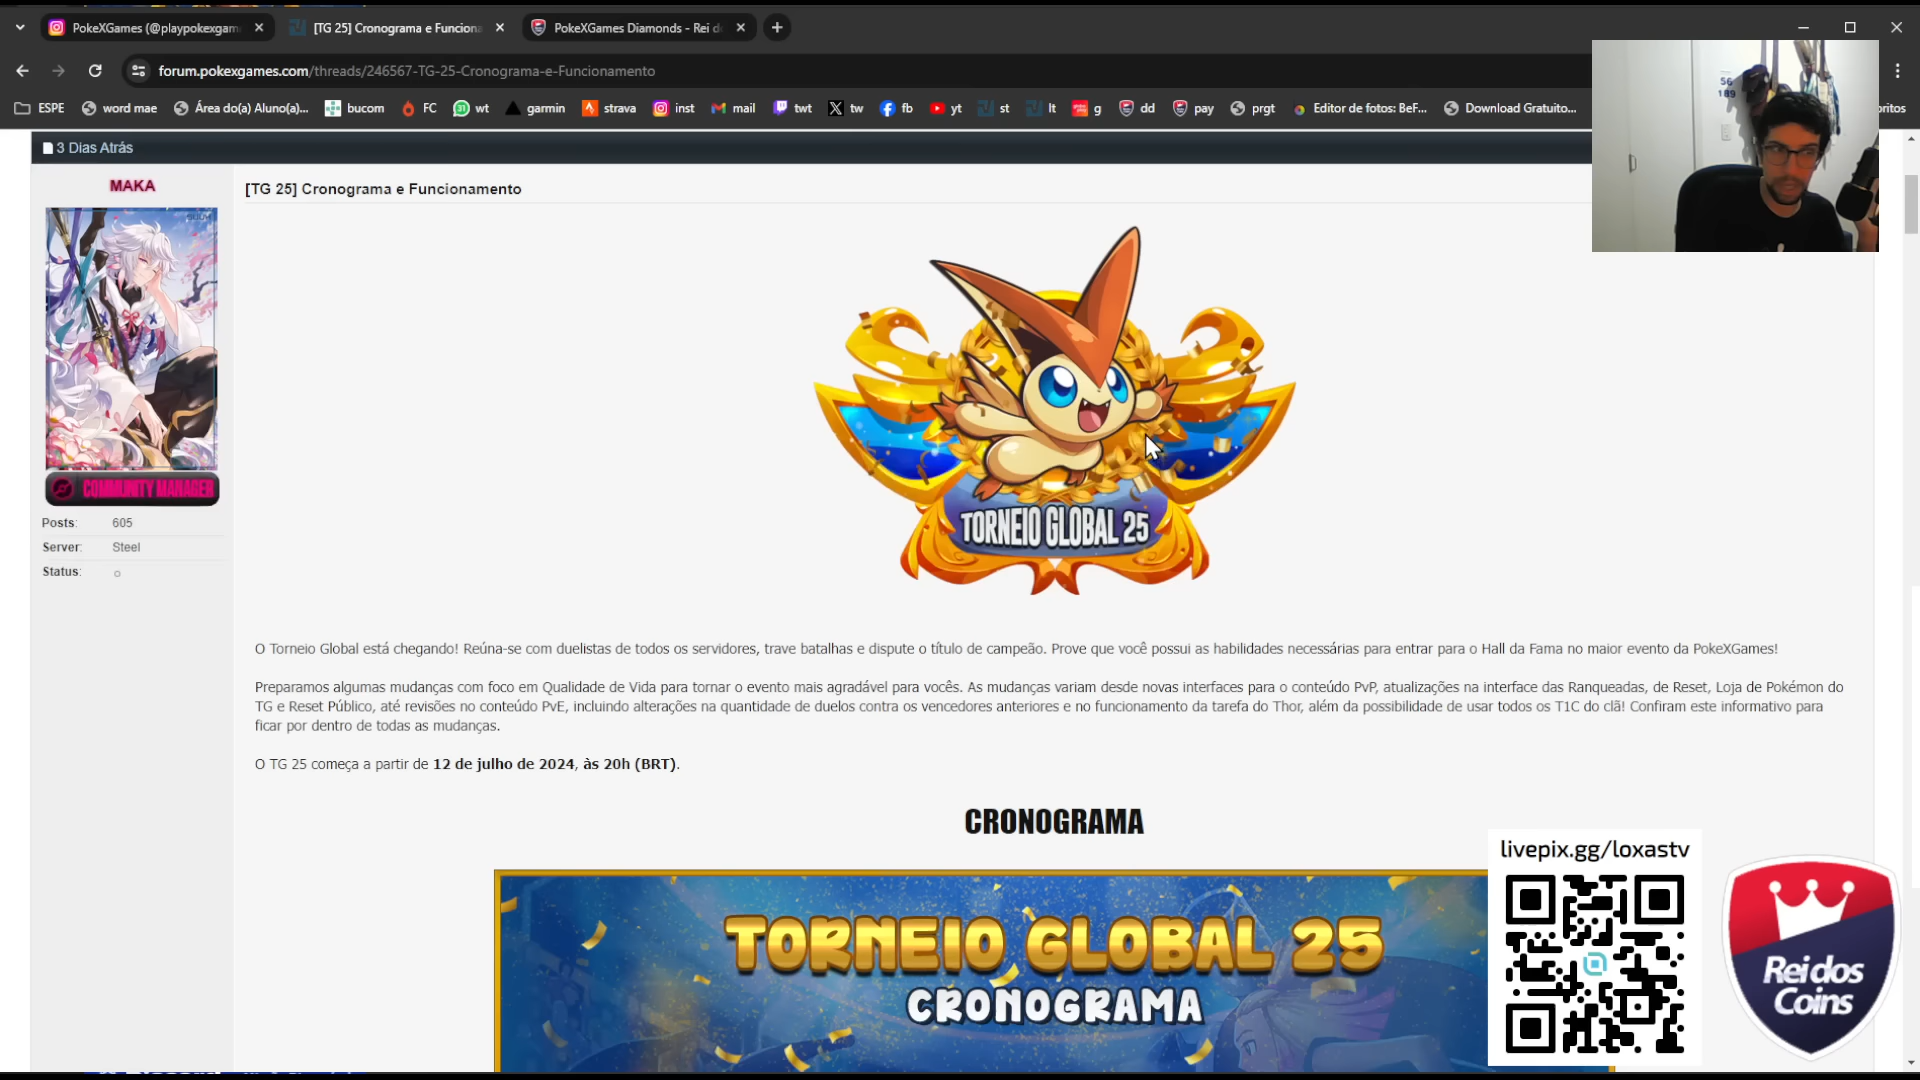 PokeXGames (@playpokexgam
[TG 25] Cronograma e Funciona
PokeXGames Diamonds - Rei d
forum.pokexgames.com/threads/246567-TG-25-Cronograma-e-Funcionamento
ESPE
word mae
Área do(a) Aluno(a)...
bucom
FC
wt
garmin
strava
inst
mail
twt
tw
fb
yt
st
lt
g
dd
pay
prgt
Editor de fotos: BeF...
Download Gratuito...
oritos
3 Dias Atrás
MAKA
[TG 25] Cronograma e Funcionamento
COMMUNITY MANAGER
Posts: 605
Server: Steel
Status:
56
189
TORNEIO GLOBAL 25
O Torneio Global está chegando! Reúna-se com duelistas de todos os servidores, trave batalhas e dispute o título de campeão. Prove que você possui as habilidades necessárias para entrar para o Hall da Fama no maior evento da PokeXGames!
Preparamos algumas mudanças com foco em Qualidade de Vida para tornar o evento mais agradável para vocês. As mudanças variam desde novas interfaces para o conteúdo PvP, atualizações na interface das Ranqueadas, de Reset, Loja de Pokémon do
TG e Reset Público, até revisões no conteúdo PvE, incluindo alterações na quantidade de duelos contra os vencedores anteriores e no funcionamento da tarefa do Thor, além da possibilidade de usar todos os T1C do clã! Confiram este informativo para
ficar por dentro de todas as mudanças.
O TG 25 começa a partir de 12 de julho de 2024, às 20h (BRT).
CRONOGRAMA
TORNEIO GLOBAL 25
CRONOGRAMA
livepix.gg/loxastv
Rei dos
Coins